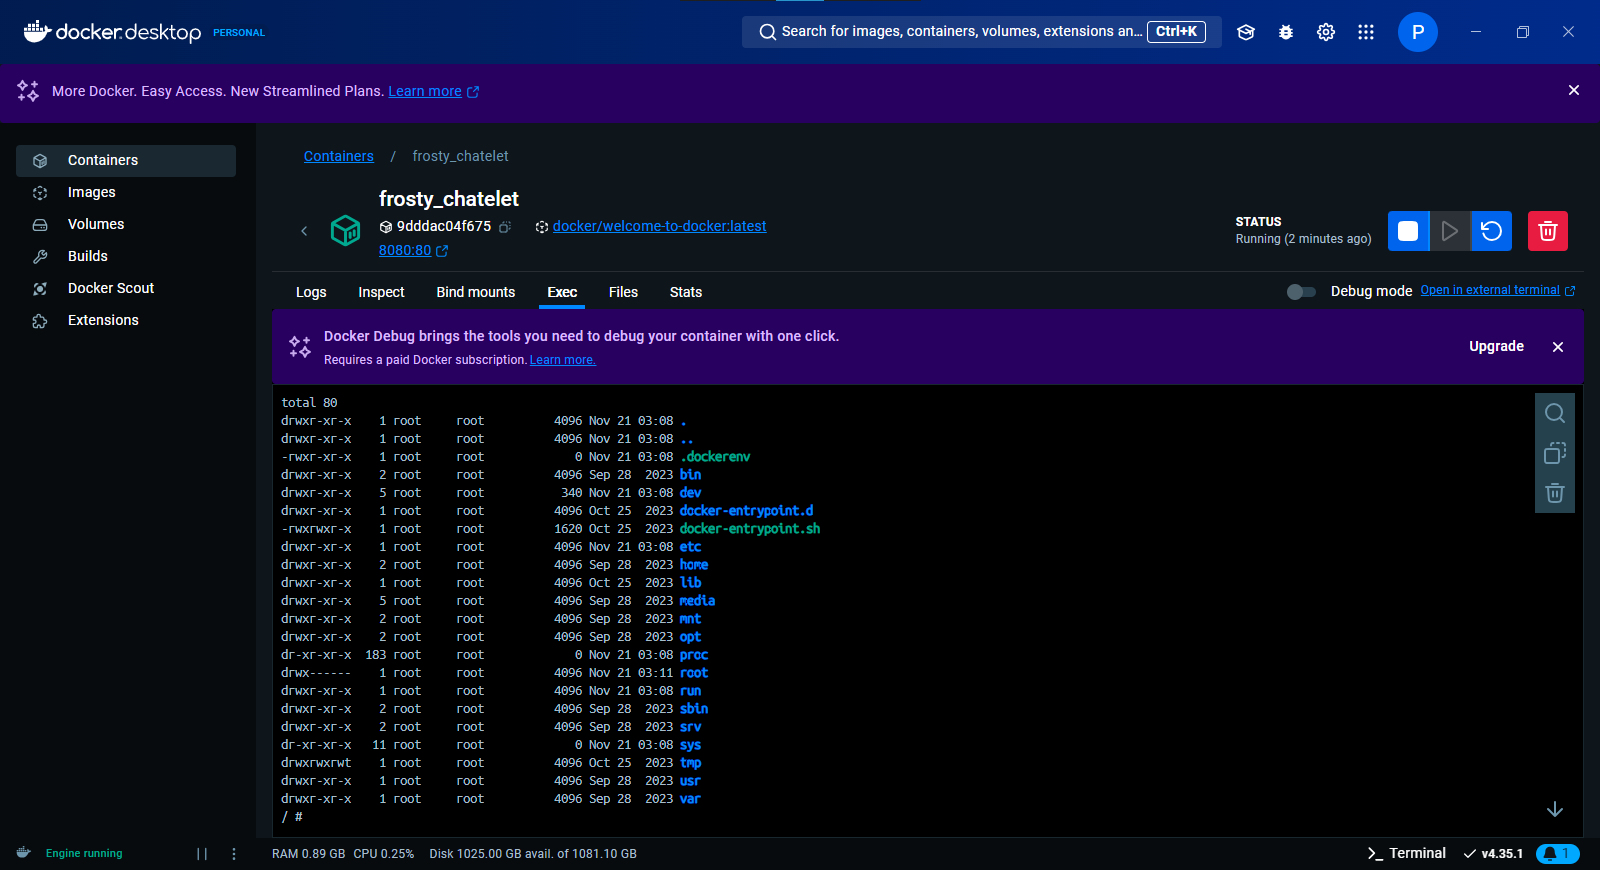 docker desktop PERSONAL
Search for images, containers, volumes, extensions an... Ctrl+K
P
More Docker. Easy Access. New Streamlined Plans. Learn more
Containers
Images
Volumes
Builds
Docker Scout
Extensions
Containers / frosty_chatelet
frosty_chatelet
9dddac04f675 docker/welcome-to-docker:latest
8080:80
STATUS
Running (2 minutes ago)
Logs Inspect Bind mounts Exec Files Stats
Debug mode Open in external terminal
Docker Debug brings the tools you need to debug your container with one click.
Requires a paid Docker subscription. Learn more.
Upgrade
total 80
drwxr-xr-x    1 root     root          4096 Nov 21 03:08 .
drwxr-xr-x    1 root     root          4096 Nov 21 03:08 ..
-rwxr-xr-x    1 root     root             0 Nov 21 03:08 .dockerenv
drwxr-xr-x    2 root     root          4096 Sep 28  2023 bin
drwxr-xr-x    5 root     root           340 Nov 21 03:08 dev
drwxr-xr-x    1 root     root          4096 Oct 25  2023 docker-entrypoint.d
-rwxrwxr-x    1 root     root          1620 Oct 25  2023 docker-entrypoint.sh
drwxr-xr-x    1 root     root          4096 Nov 21 03:08 etc
drwxr-xr-x    2 root     root          4096 Sep 28  2023 home
drwxr-xr-x    1 root     root          4096 Oct 25  2023 lib
drwxr-xr-x    5 root     root          4096 Sep 28  2023 media
drwxr-xr-x    2 root     root          4096 Sep 28  2023 mnt
drwxr-xr-x    2 root     root          4096 Sep 28  2023 opt
dr-xr-xr-x  183 root     root             0 Nov 21 03:08 proc
drwx------    1 root     root          4096 Nov 21 03:11 root
drwxr-xr-x    1 root     root          4096 Nov 21 03:08 run
drwxr-xr-x    2 root     root          4096 Sep 28  2023 sbin
drwxr-xr-x    2 root     root          4096 Sep 28  2023 srv
dr-xr-xr-x   11 root     root             0 Nov 21 03:08 sys
drwxrwxrwt    1 root     root          4096 Oct 25  2023 tmp
drwxr-xr-x    1 root     root          4096 Sep 28  2023 usr
drwxr-xr-x    1 root     root          4096 Sep 28  2023 var
/ #
Engine running RAM 0.89 GB CPU 0.25% Disk 1025.00 GB avail. of 1081.10 GB Terminal v4.35.1 1